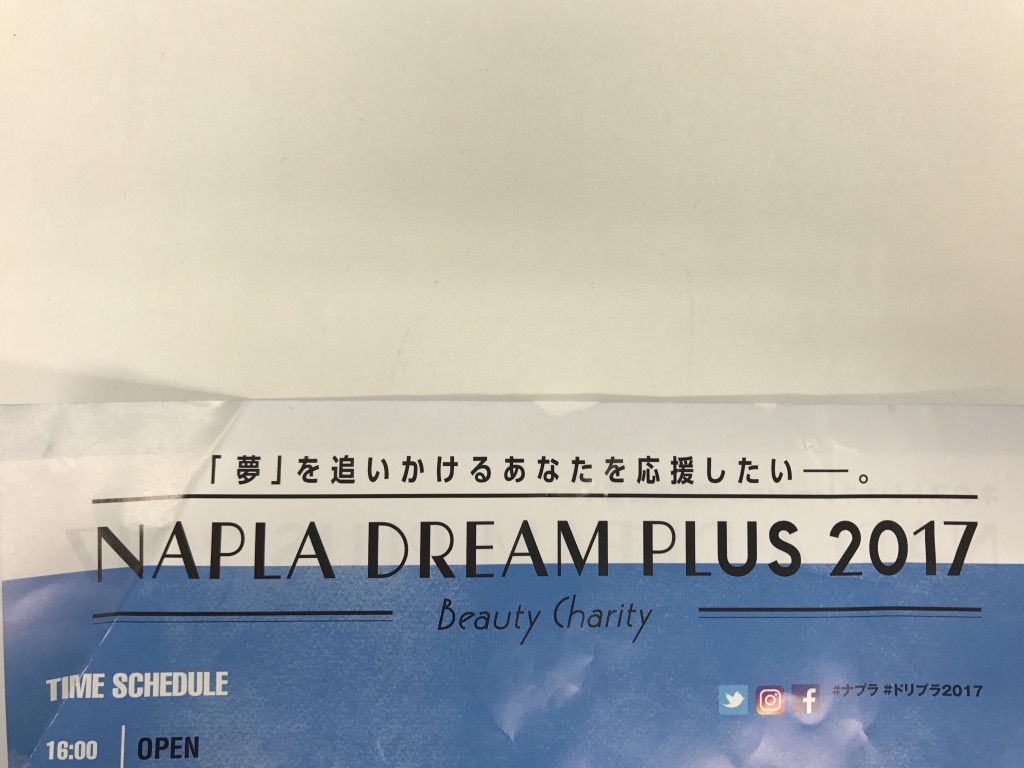 「夢」を追いかけるあなたを応援したい──。
NAPLA DREAM PLUS 2017
Beauty Charity
TIME SCHEDULE
#ナプラ #ドリプラ2017
16:00 OPEN